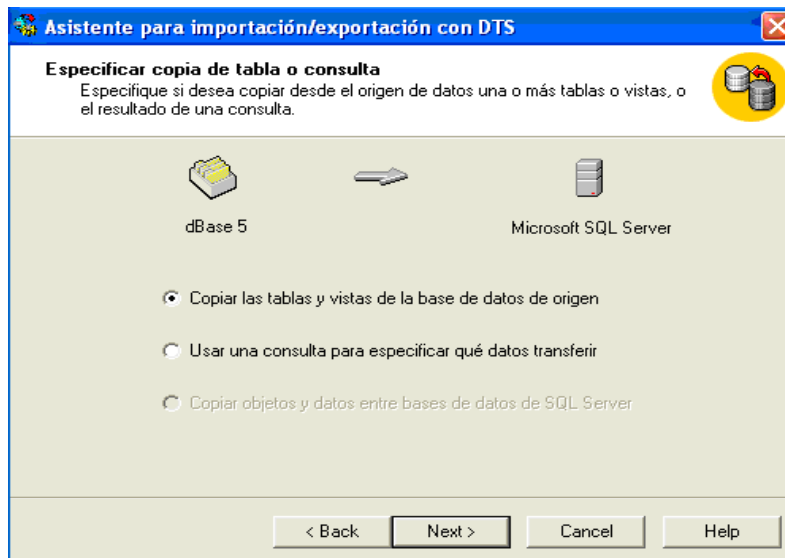 Asistente para importación/exportación con DTS
Especificar copia de tabla o consulta
Especifique si desea copiar desde el origen de datos una o más tablas o vistas, o
el resultado de una consulta.
dBase 5
Microsoft SQL Server
Copiar las tablas y vistas de la base de datos de origen
Usar una consulta para especificar qué datos transferir
Copiar objetos y datos entre bases de datos de SQL Server
< Back
Next >
Cancel
Help